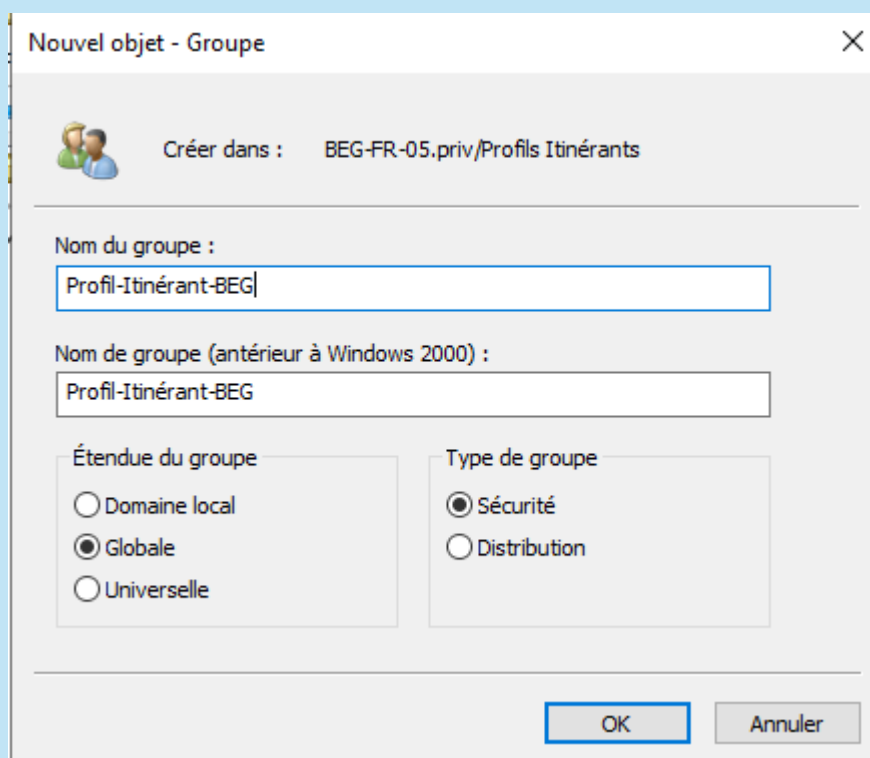 Nouvel objet - Groupe
Créer dans : BEG-FR-05.priv/Profils Itinérants
Nom du groupe :
Profil-Itinérant-BEG
Nom de groupe (antérieur à Windows 2000) :
Profil-Itinérant-BEG
Étendue du groupe
Domaine local
Globale
Universelle
Type de groupe
Sécurité
Distribution
OK Annuler